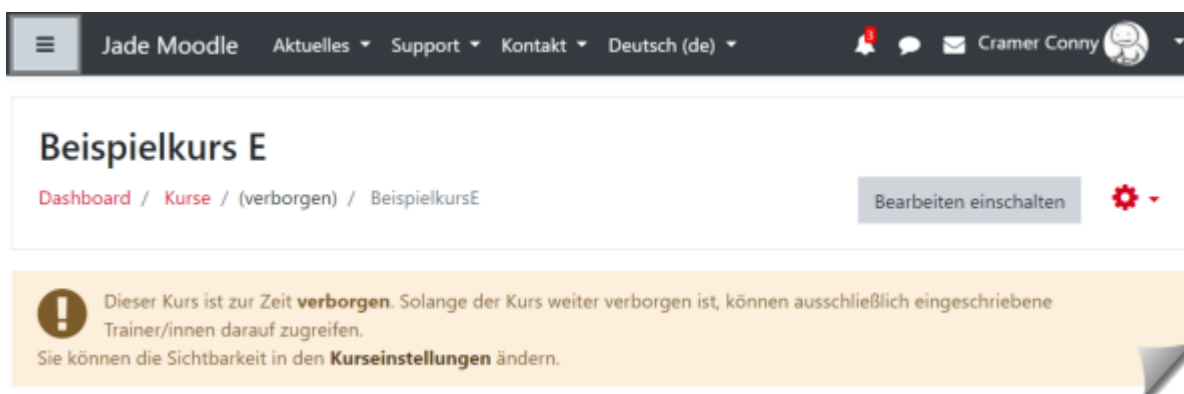 Jade Moodle Aktuelles Support Kontakt Deutsch (de) 3 Cramer Conny
Beispielkurs E
Dashboard / Kurse / (verborgen) / BeispielkursE
Bearbeiten einschalten
Dieser Kurs ist zur Zeit verborgen. Solange der Kurs weiter verborgen ist, können ausschließlich eingeschriebene
Trainer/innen darauf zugreifen.
Sie können die Sichtbarkeit in den Kurseinstellungen ändern.